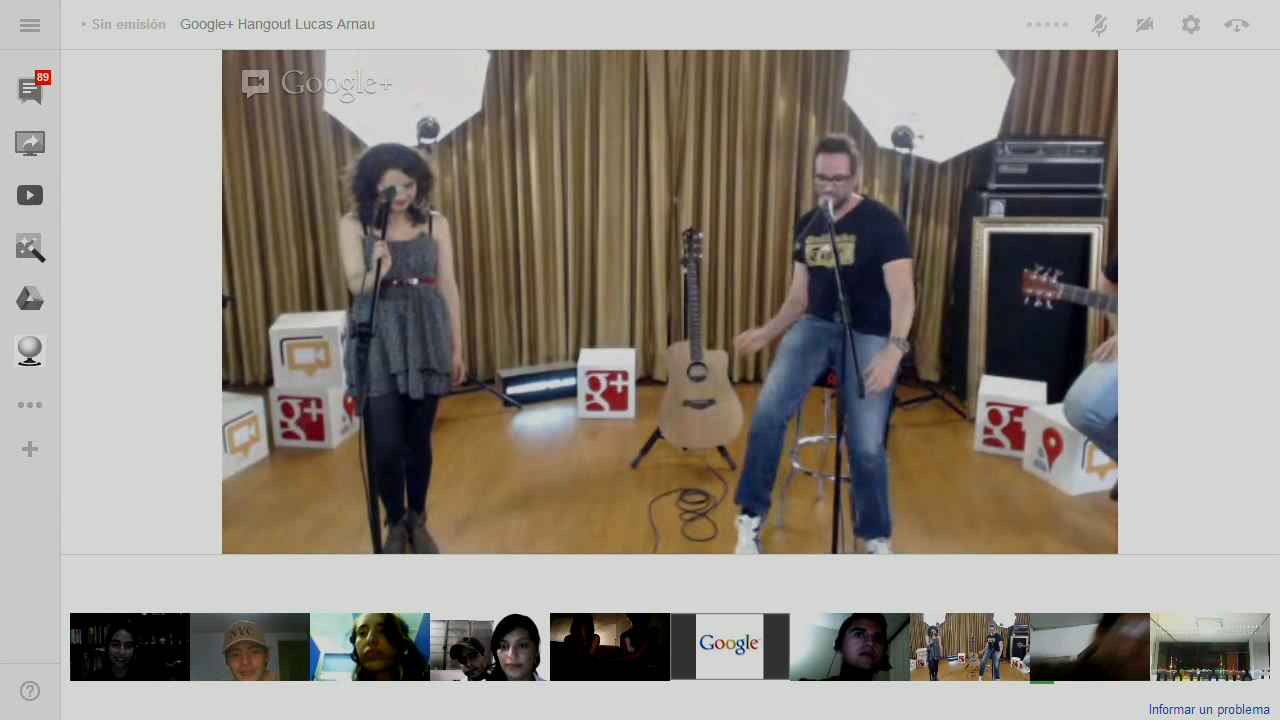 • Sin emisión Google+ Hangout Lucas Arnau
89
Google+
g+
g+
g+
NYC
Google
Informar un problema